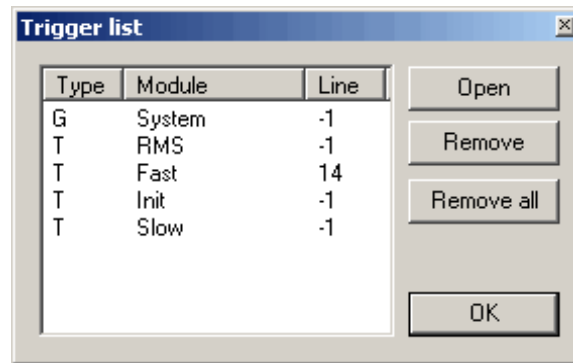 Trigger list
Type Module Line
G System -1
T RMS -1
T Fast 14
T Init -1
T Slow -1
Open
Remove
Remove all
OK